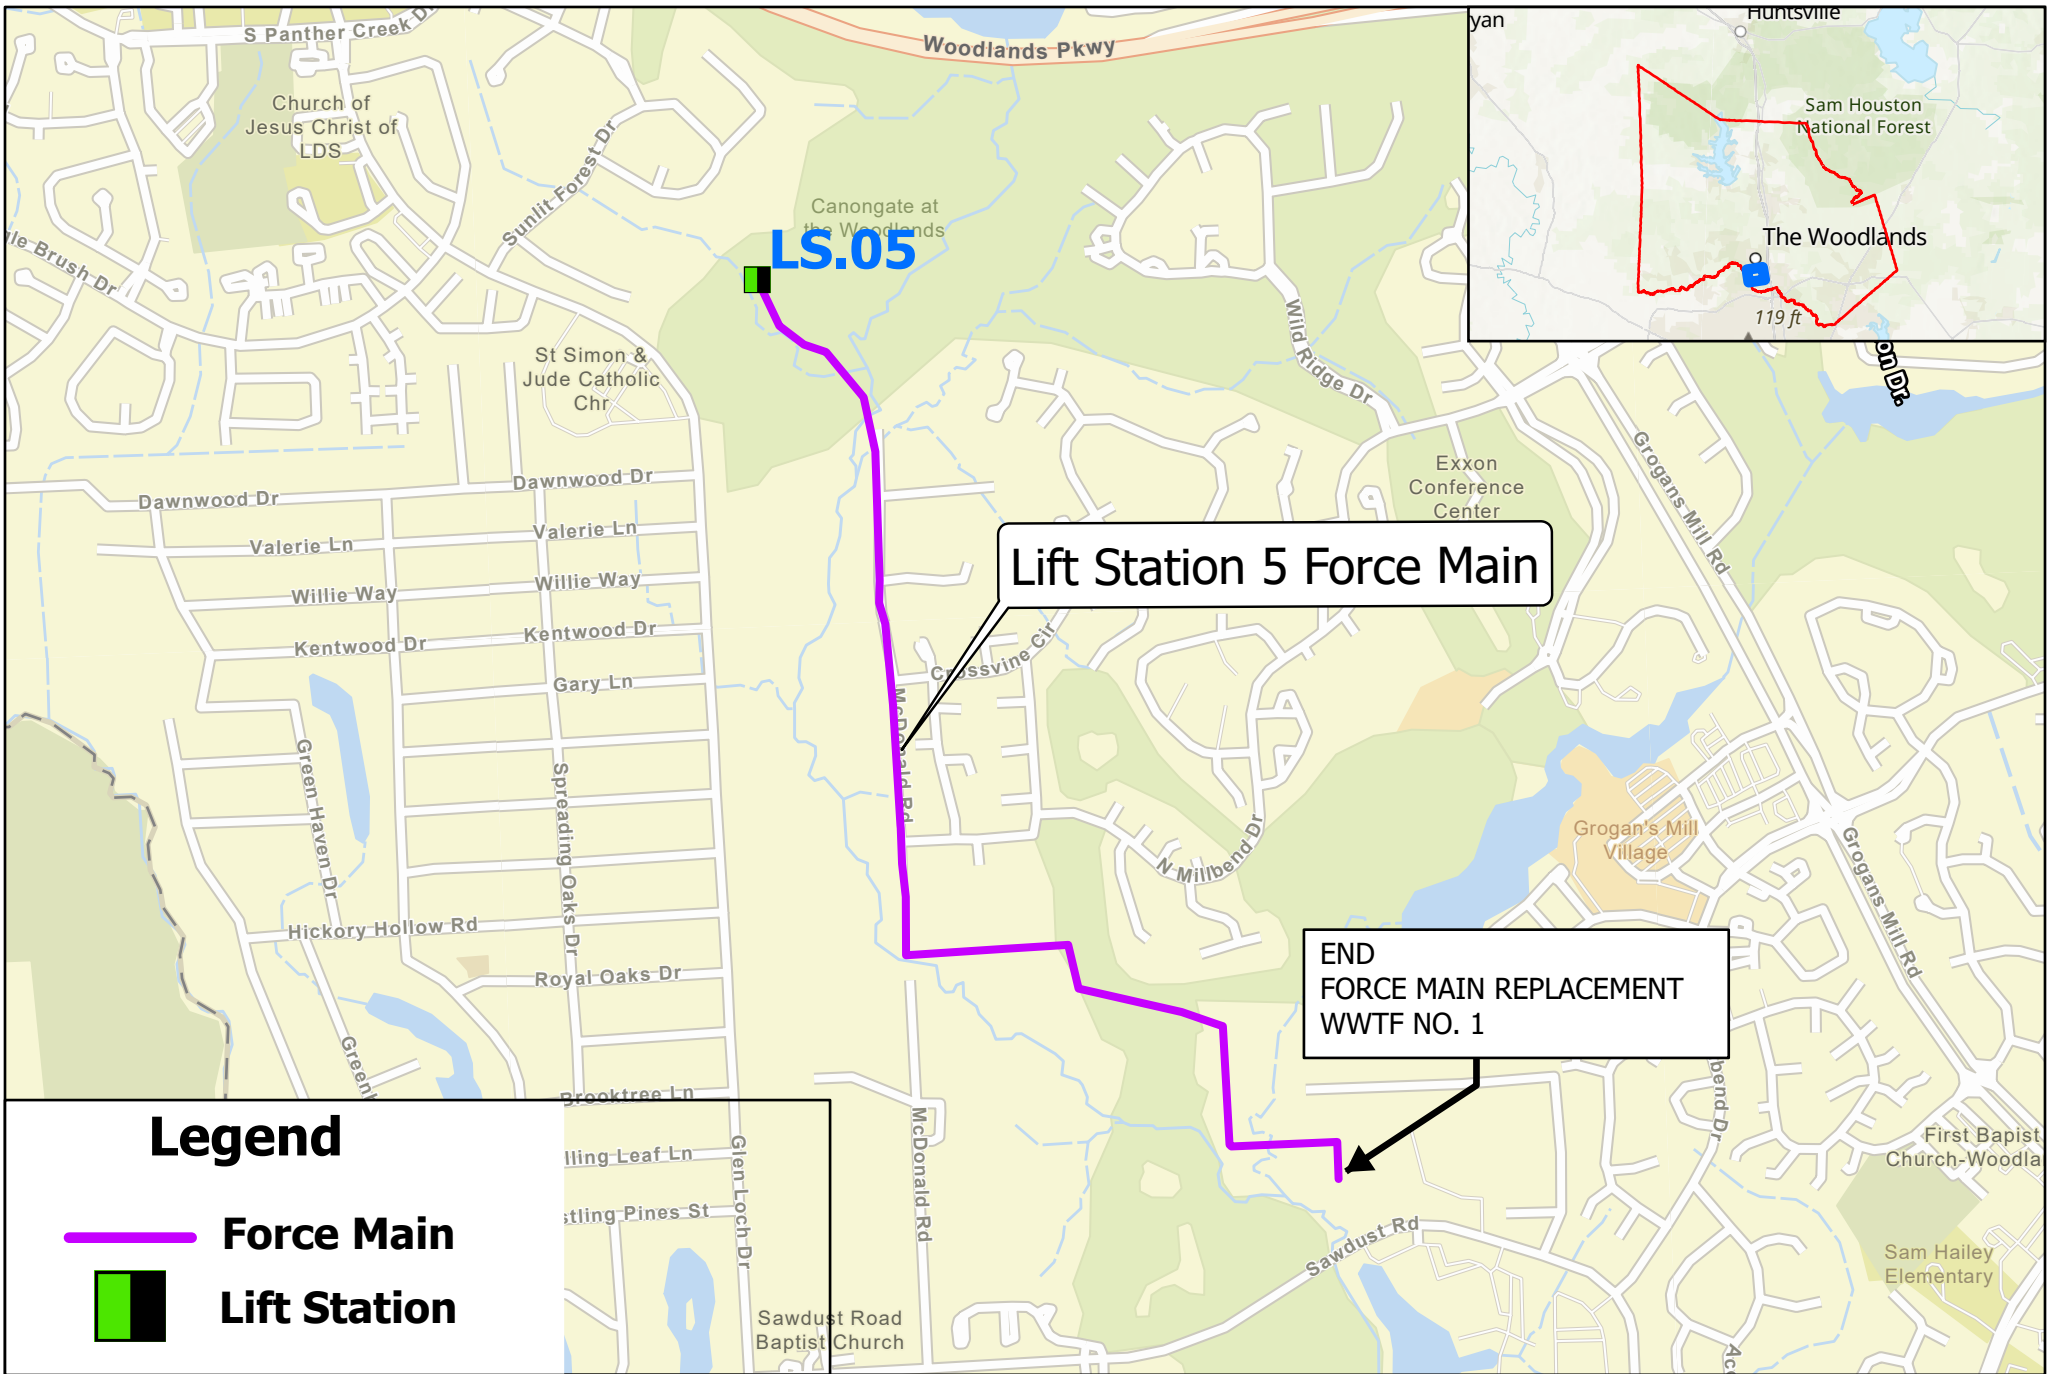 S Panther Creek Dr
Woodlands Pkwy
Huntsville
Sam Houston
National Forest
The Woodlands
119 ft
Church of
Jesus Christ of
LDS
Sunlit Forest Dr
Canongate at
the Woodlands
LS.05
Brush Dr
St Simon &
Jude Catholic
Chr
Wild Ridge Dr
Dr.
Grogans Mill Rd
Exxon
Conference
Center
Dawnwood Dr
Dawnwood Dr
Valerie Ln
Valerie Ln
Willie Way
Willie Way
Kentwood Dr
Kentwood Dr
Gary Ln
Lift Station 5 Force Main
Crossvine Cir
McDonald Rd
Green Haven Dr
Spreading Oaks Dr
N Millbend Dr
Grogan's Mill
Village
Grogans Mill Rd
Hickory Hollow Rd
Royal Oaks Dr
END
FORCE MAIN REPLACEMENT
WWTF NO. 1
Brooktree Ln
Leaf Ln
Pines St
Glen Loch Dr
McDonald Rd
Sawdust Rd
Dr
First Bapist
Church-Woodla
Sam Hailey
Elementary
Sawdust Road
Baptist Church
Legend
Force Main
Lift Station